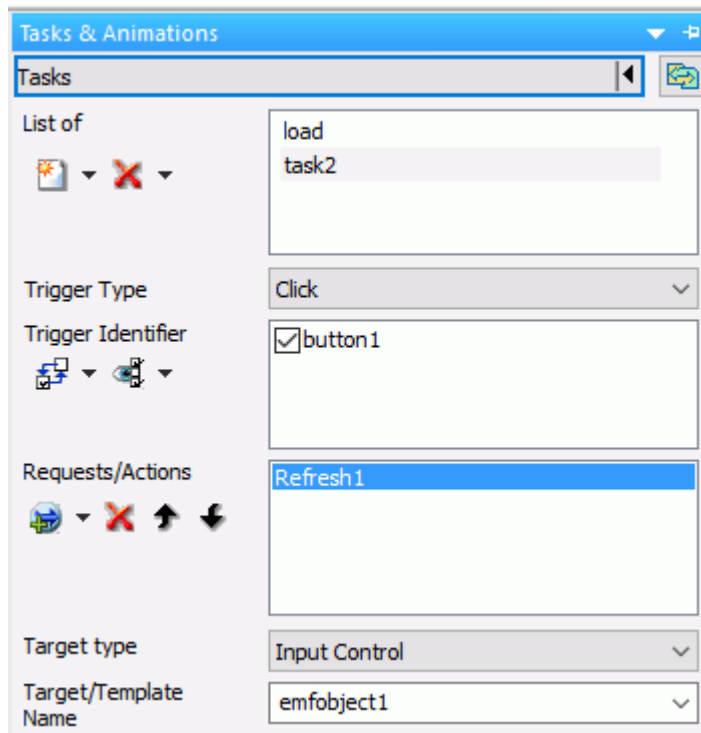 Tasks & Animations
Tasks
List of
load
task2
Trigger Type
Click
Trigger Identifier
button1
Requests/Actions
Refresh1
Target type
Input Control
Target/Template
Name
emfobject1